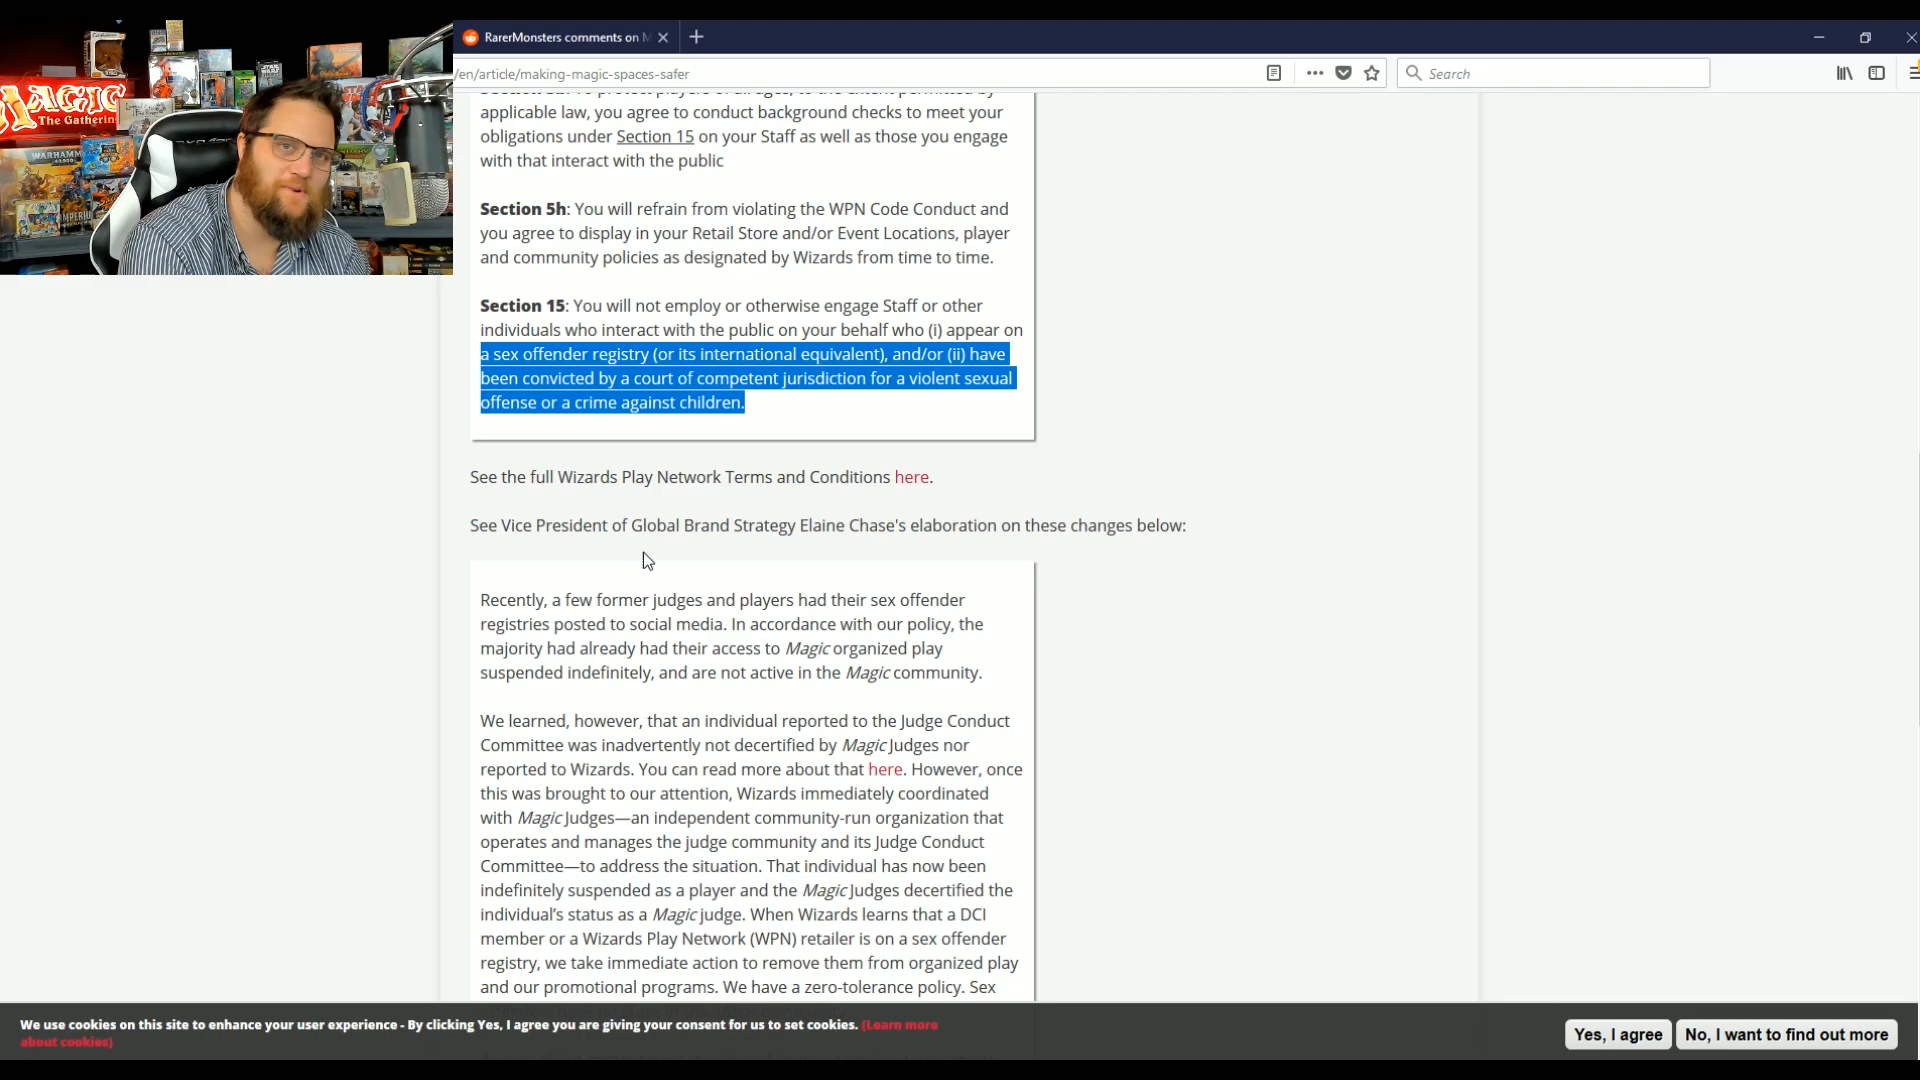 RarerMonsters comments on M
/en/article/making-magic-spaces-safer
Search
MAGIC
The Gathering
WARHAMMER
applicable law, you agree to conduct background checks to meet your
obligations under Section 15 on your Staff as well as those you engage
with that interact with the public
Section 5h: You will refrain from violating the WPN Code Conduct and
you agree to display in your Retail Store and/or Event Locations, player
and community policies as designated by Wizards from time to time.
Section 15: You will not employ or otherwise engage Staff or other
individuals who interact with the public on your behalf who (i) appear on
a sex offender registry (or its international equivalent), and/or (ii) have
been convicted by a court of competent jurisdiction for a violent sexual
offense or a crime against children.
See the full Wizards Play Network Terms and Conditions here.
See Vice President of Global Brand Strategy Elaine Chase's elaboration on these changes below:
Recently, a few former judges and players had their sex offender
registries posted to social media. In accordance with our policy, the
majority had already had their access to Magic organized play
suspended indefinitely, and are not active in the Magic community.
We learned, however, that an individual reported to the Judge Conduct
Committee was inadvertently not decertified by Magic Judges nor
reported to Wizards. You can read more about that here. However, once
this was brought to our attention, Wizards immediately coordinated
with Magic Judges—an independent community-run organization that
operates and manages the judge community and its Judge Conduct
Committee—to address the situation. That individual has now been
indefinitely suspended as a player and the Magic Judges decertified the
individual's status as a Magic judge. When Wizards learns that a DCI
member or a Wizards Play Network (WPN) retailer is on a sex offender
registry, we take immediate action to remove them from organized play
and our promotional programs. We have a zero-tolerance policy. Sex
We use cookies on this site to enhance your user experience - By clicking Yes, I agree you are giving your consent for us to set cookies. (Learn more
about cookies)
Yes, I agree
No, I want to find out more